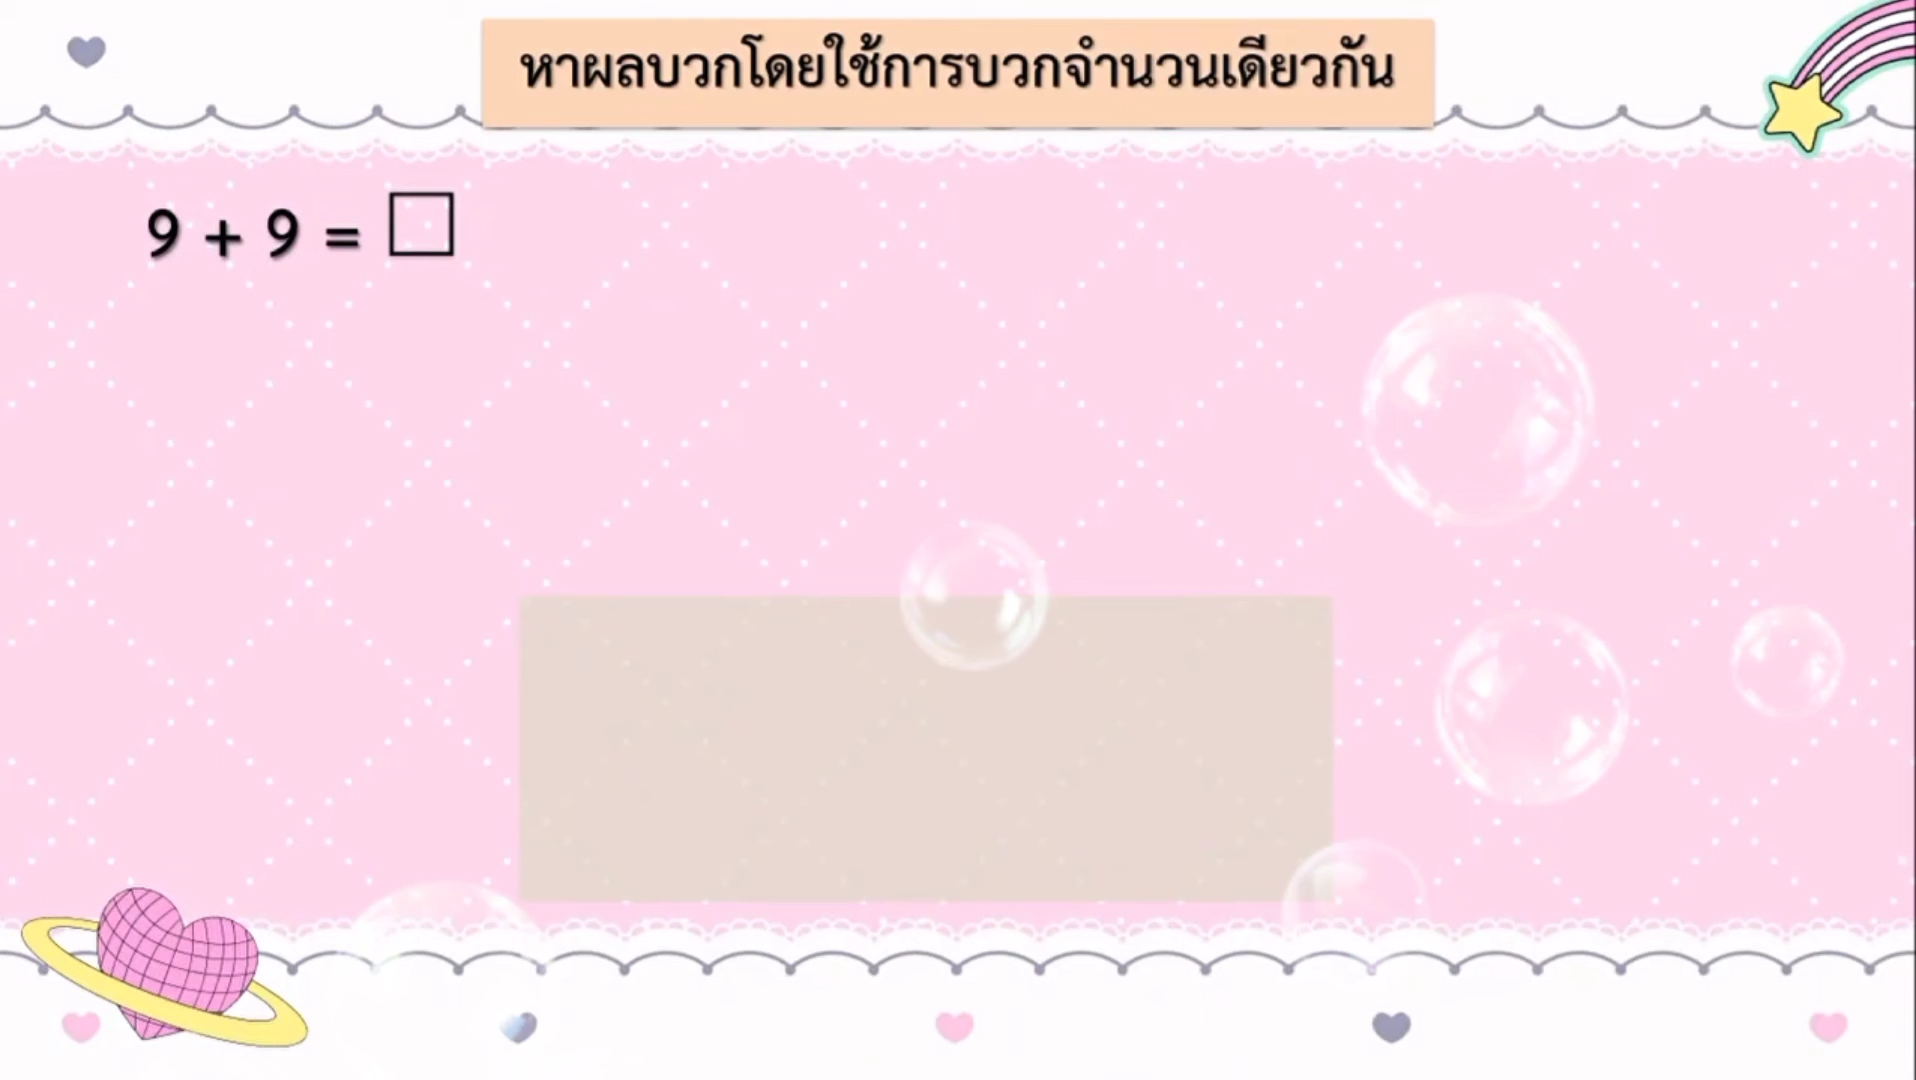 หาผลบวกโดยใช้การบวกจำนวนเดียวกัน
9 + 9 = □